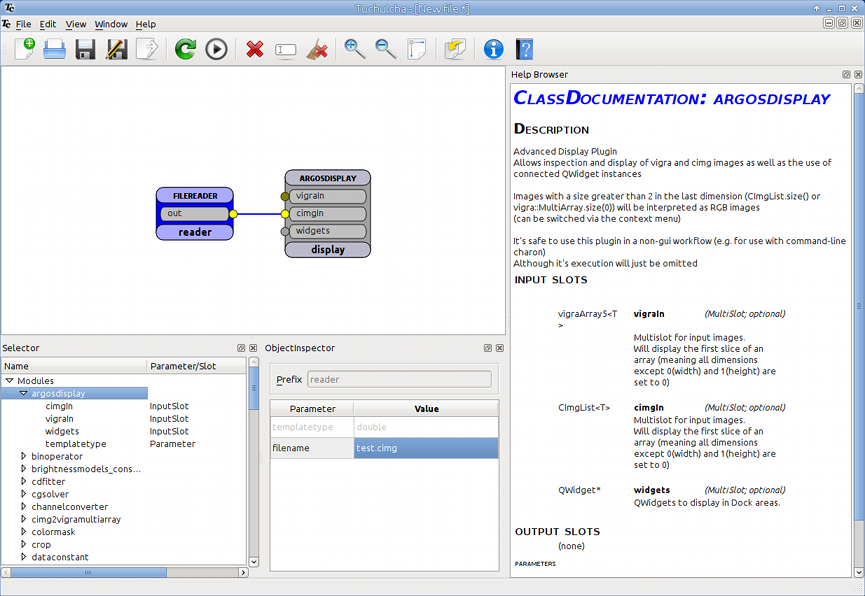 Tuchulcha - [New file *]
File Edit View Window Help
FILEREADER
out
reader
ARGOSDISPLAY
vigraIn
cimgIn
widgets
display
Selector
Name Parameter/Slot
Modules
argosdisplay
cimgIn InputSlot
vigraIn InputSlot
widgets InputSlot
templatetype Parameter
binoperator
brightnessmodels_cons...
cdfitter
cgsolver
channelconverter
cimg2vigramultiarray
colormask
crop
dataconstant
ObjectInspector
Prefix reader
Parameter Value
templatetype double
filename test.cimg
Help Browser
CLASSDOCUMENTATION: ARGOSDISPLAY
DESCRIPTION
Advanced Display Plugin
Allows inspection and display of vigra and cimg images as well as the use of
connected QWidget instances
Images with a size greater than 2 in the last dimension (CImgList.size() or
vigra::MultiArray.size(0)) will be interpreted as RGB images
(can be switched via the context menu)
It's safe to use this plugin in a non-gui workflow (e.g. for use with command-line
charon)
Although it's execution will just be omitted
INPUT SLOTS
vigraArray5<T
>
vigraIn (MultiSlot; optional)
Multislot for input images.
Will display the first slice of an
array (meaning all dimensions
except 0(width) and 1(height) are
set to 0)
CImgList<T> cimgIn (MultiSlot; optional)
Multislot for input images.
Will display the first slice of an
array (meaning all dimensions
except 0(width) and 1(height) are
set to 0)
QWidget* widgets (MultiSlot; optional)
QWidgets to display in Dock areas.
OUTPUT SLOTS
(none)
PARAMETERS